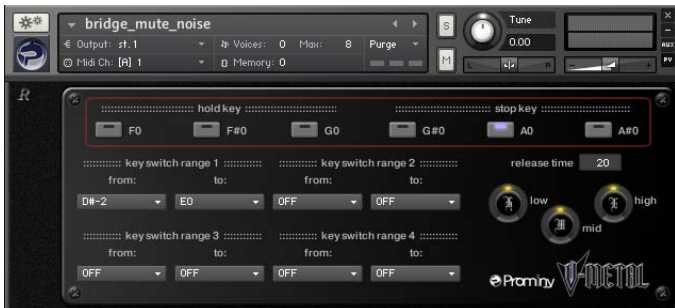 bridge_mute_noise
S
Tune
0.00
Output: st.1
Voices: 0 Max: 8 Purge
Midi Ch: [A] 1
Memory: 0
M
L R
AUX
PV
R
hold key stop key
F0 F#0 G0 G#0 A0 A#0
key switch range 1 key switch range 2 release time 20
from: to: from: to:
D#-2 E0 OFF OFF
low high
mid
key switch range 3 key switch range 4
from: to: from: to:
OFF OFF OFF OFF
Prominy V-METAL